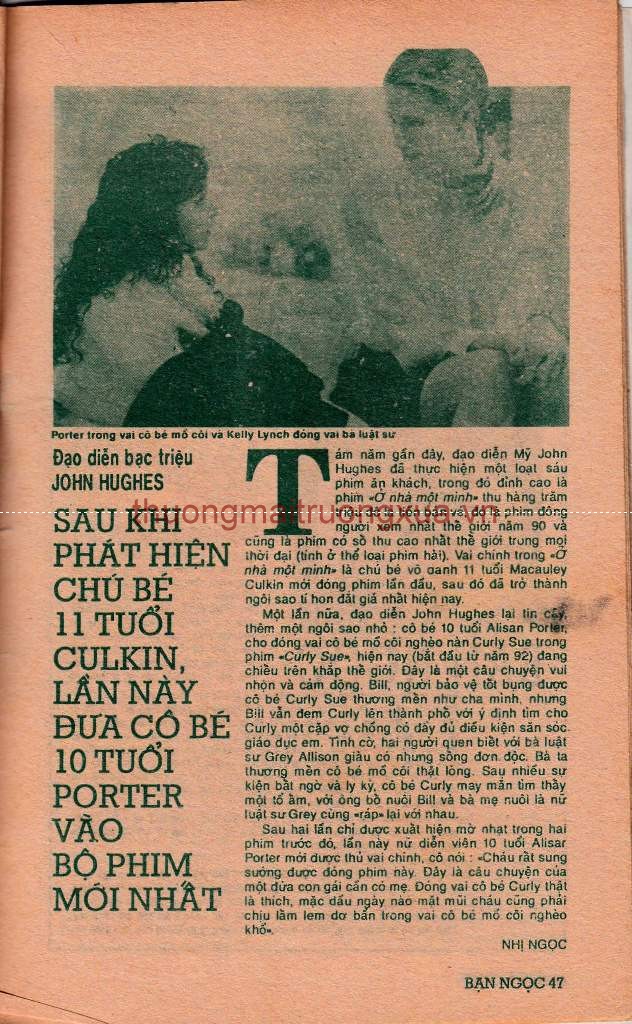 Porter trong vai cô bé mồ côi và Kelly Lynch đóng vai bà luật sư
Đạo diễn bạc triệu
JOHN HUGHES
SAU KHI
PHÁT HIỆN
CHÚ BÉ
11 TUỔI
CULKIN,
LẦN NÀY
ĐƯA CÔ BÉ
10 TUỔI
PORTER
VÀO
BỘ PHIM
MỚI NHẤT
Tám năm gần đây, đạo diễn Mỹ John
Hughes đã thực hiện một loạt sáu
phim ăn khách, trong đó đỉnh cao là
phim «Ở nhà một mình» thu hàng trăm
triệu đô la
người xem nhất thế giới năm 90 và
cũng là phim có số thu cao nhất thế giới trong mọi
thời đại (tính ở thể loại phim hài). Vai chính trong «Ở
nhà một mình» là chú bé vô danh 11 tuổi Macauley
Culkin mới đóng phim lần đầu, sau đó đã trở thành
ngôi sao tí hon đắt giá nhất hiện nay.
Một lần nữa, đạo diễn John Hughes lại tin cậy,
thêm một ngôi sao nhỏ : cô bé 10 tuổi Alisan Porter,
cho đóng vai cô bé mồ côi nghèo nàn Curly Sue trong
phim «Curly Sue», hiện nay (bắt đầu từ năm 92) đang
chiếu trên khắp thế giới. Đây là một câu chuyện vui
nhộn và cảm động. Bill, người bảo vệ tốt bụng được
cô bé Curly Sue thương mến như cha mình, nhưng
Bill vẫn đem Curly lên thành phố với ý định tìm cho
Curly một cặp vợ chồng có đầy đủ điều kiện săn sóc,
giáo dục em. Tình cờ, hai người quen biết với bà luật
sư Grey Allison giàu có nhưng sống đơn độc. Bà ta
thương mến cô bé mồ côi thật lòng. Sau nhiều sự
kiện bất ngờ và ly kỳ, cô bé Curly may mắn tìm thấy
một tổ ấm, với ông bố nuôi Bill và bà mẹ nuôi là nữ
luật sư Grey cùng «ráp» lại với nhau.
Sau hai lần chỉ được xuất hiện mờ nhạt trong hai
phim trước đó, lần này nữ diễn viên 10 tuổi Alisar
Porter mới được thủ vai chính, cô nói : «Cháu rất sung
sướng được đóng phim này. Đây là câu chuyện của
một đứa con gái cần có mẹ. Đóng vai cô bé Curly thật
là thích, mặc dầu ngày nào mặt mũi cháu cũng phải
chịu lầm lem dơ bẩn trong vai cô bé mồ côi nghèo
khổ».
NHỊ NGỌC
BẠN NGỌC 47
thuongmaitruongxua.vn